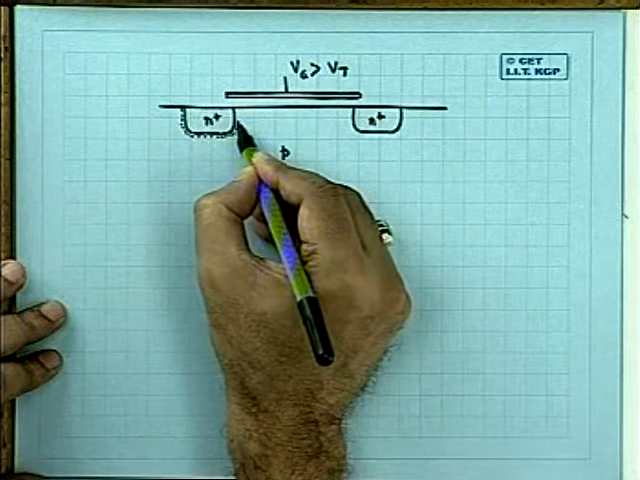 V_G > V_T
© CET
I.I.T. KGP
n+ n+
p